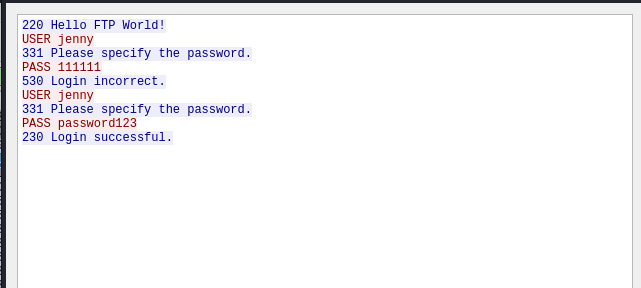 220 Hello FTP World!
USER jenny
331 Please specify the password.
PASS 111111
530 Login incorrect.
USER jenny
331 Please specify the password.
PASS password123
230 Login successful.